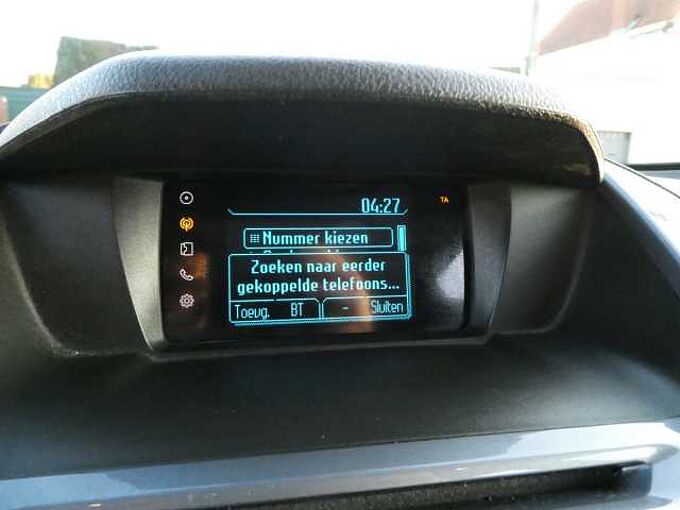 04:27
TA
Nummer kiezen
Zoeken naar eerder
gekoppelde telefoons...
Toevg. BT - Sluiten